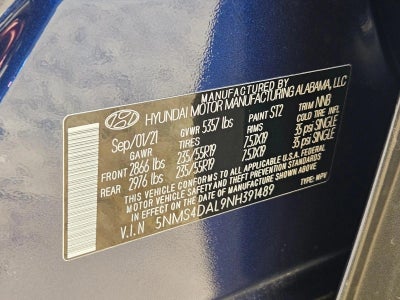 MANUFACTURED BY
HYUNDAI MOTOR MANUFACTURING ALABAMA, LLC
Sep/01/21 GVWR 5357 lbs PAINT ST2 TRIM NNB
GAWR TIRES RIMS COLD TIRE INFL.
FRONT 2866 lbs 235/55R19 7.5JX19 35 psi SINGLE
REAR 2976 lbs 235/55R19 7.5JX19 35 psi SINGLE
THIS VEHICLE CONFORMS TO ALL APPLICABLE U.S. FEDERAL
MOTOR VEHICLE SAFETY AND THEFT PREVENTION STANDARDS
IN EFFECT ON THE DATE OF MANUFACTURE SHOWN ABOVE.
V.I.N 5NMS4DAL9NH391489 TYPE: MPV